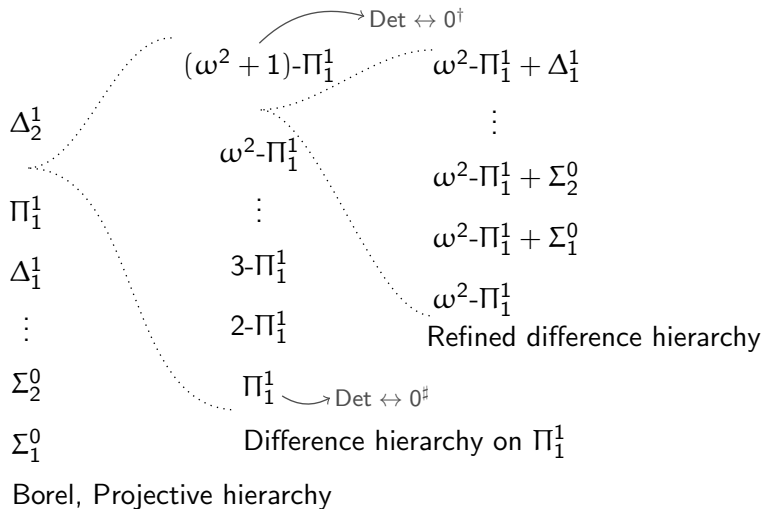 Det ↔ 0†
(ω² + 1)-Π¹₁
ω²-Π¹₁ + Δ¹₁
Δ¹₂
⋮
ω²-Π¹₁
ω²-Π¹₁ + Σ⁰₂
Π¹₁
⋮
ω²-Π¹₁ + Σ⁰₁
Δ¹₁
3-Π¹₁
ω²-Π¹₁
⋮
2-Π¹₁
Refined difference hierarchy
Σ⁰₂
Π¹₁
Det ↔ 0♯
Σ⁰₁
Difference hierarchy on Π¹₁
Borel, Projective hierarchy